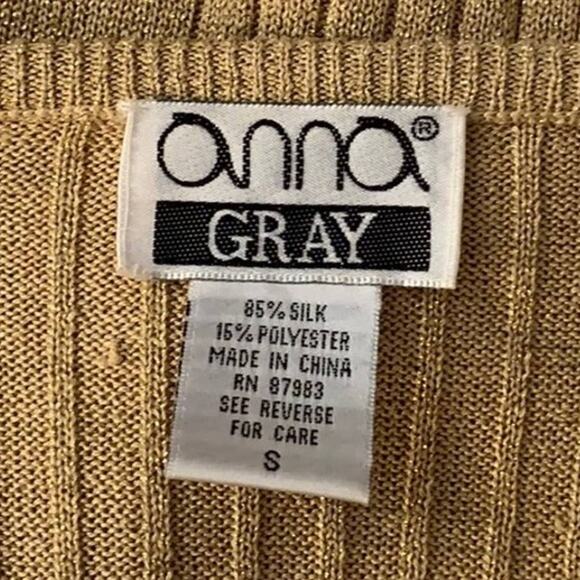 anna®
GRAY
85% SILK
15% POLYESTER
MADE IN CHINA
RN 87983
SEE REVERSE
FOR CARE
S